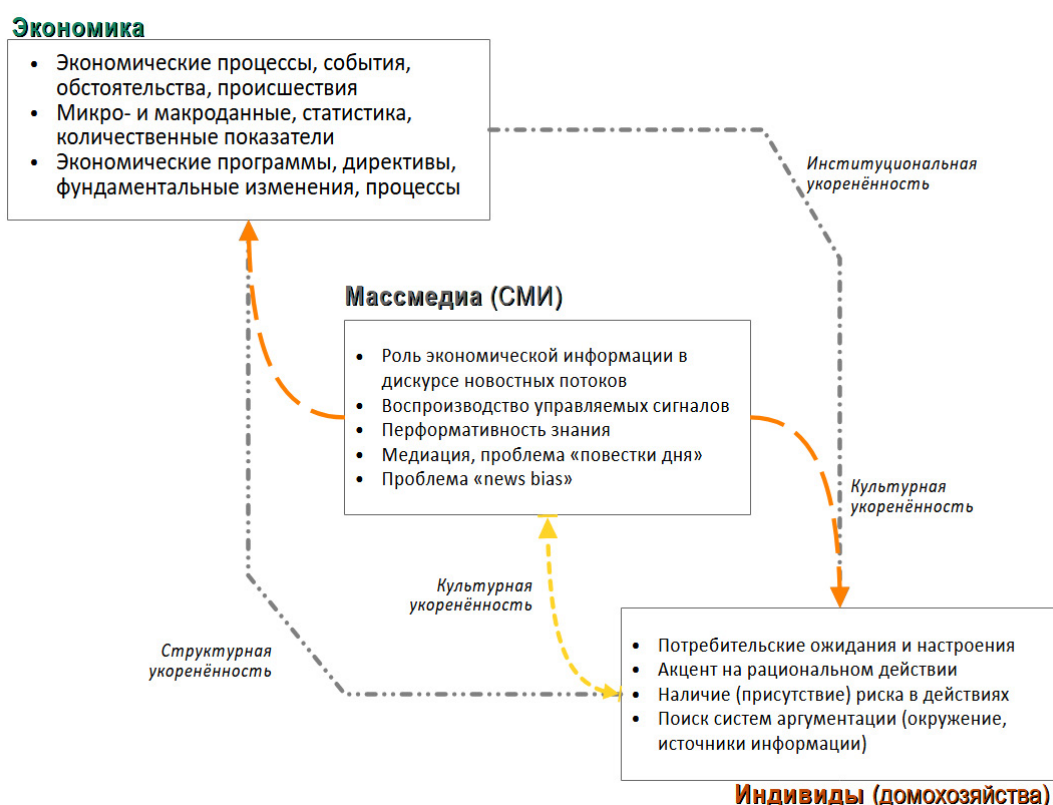 Экономика
• Экономические процессы, события,
обстоятельства, происшествия
• Микро- и макроданные, статистика,
количественные показатели
• Экономические программы, директивы,
фундаментальные изменения, процессы
Институциональная
укоренённость
Массмедиа (СМИ)
• Роль экономической информации в
дискурсе новостных потоков
• Воспроизводство управляемых сигналов
• Перформативность знания
• Медиация, проблема «повестки дня»
• Проблема «news bias»
Культурная
укоренённость
Культурная
укоренённость
Структурная
укоренённость
• Потребительские ожидания и настроения
• Акцент на рациональном действии
• Наличие (присутствие) риска в действиях
• Поиск систем аргументации (окружение,
источники информации)
Индивиды (домохозяйства)